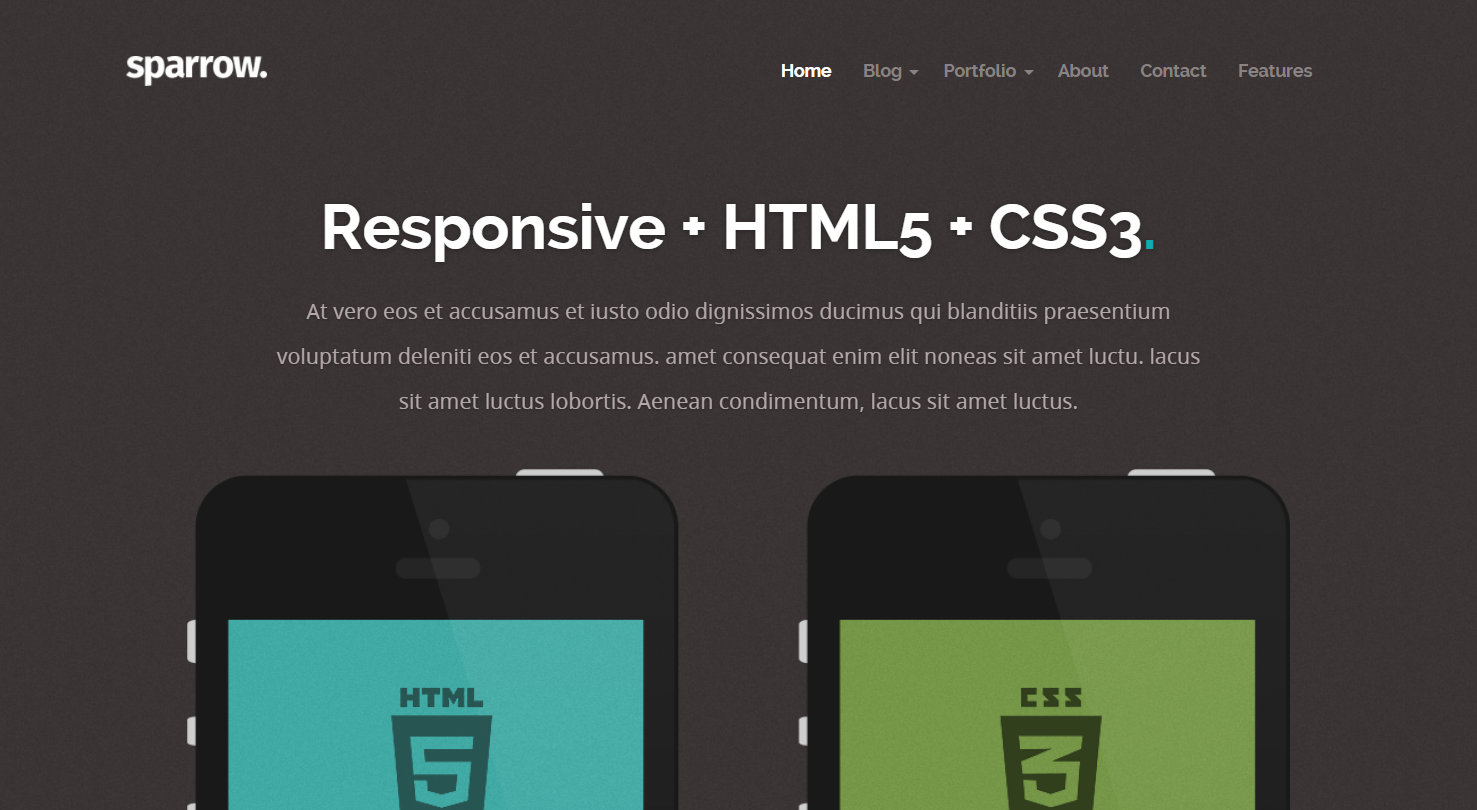 sparrow.
Home Blog Portfolio About Contact Features
Responsive + HTML5 + CSS3.
At vero eos et accusamus et iusto odio dignissimos ducimus qui blanditiis praesentium
voluptatum deleniti eos et accusamus. amet consequat enim elit noneas sit amet luctu. lacus
sit amet luctus lobortis. Aenean condimentum, lacus sit amet luctus.
HTML
5
CSS
3